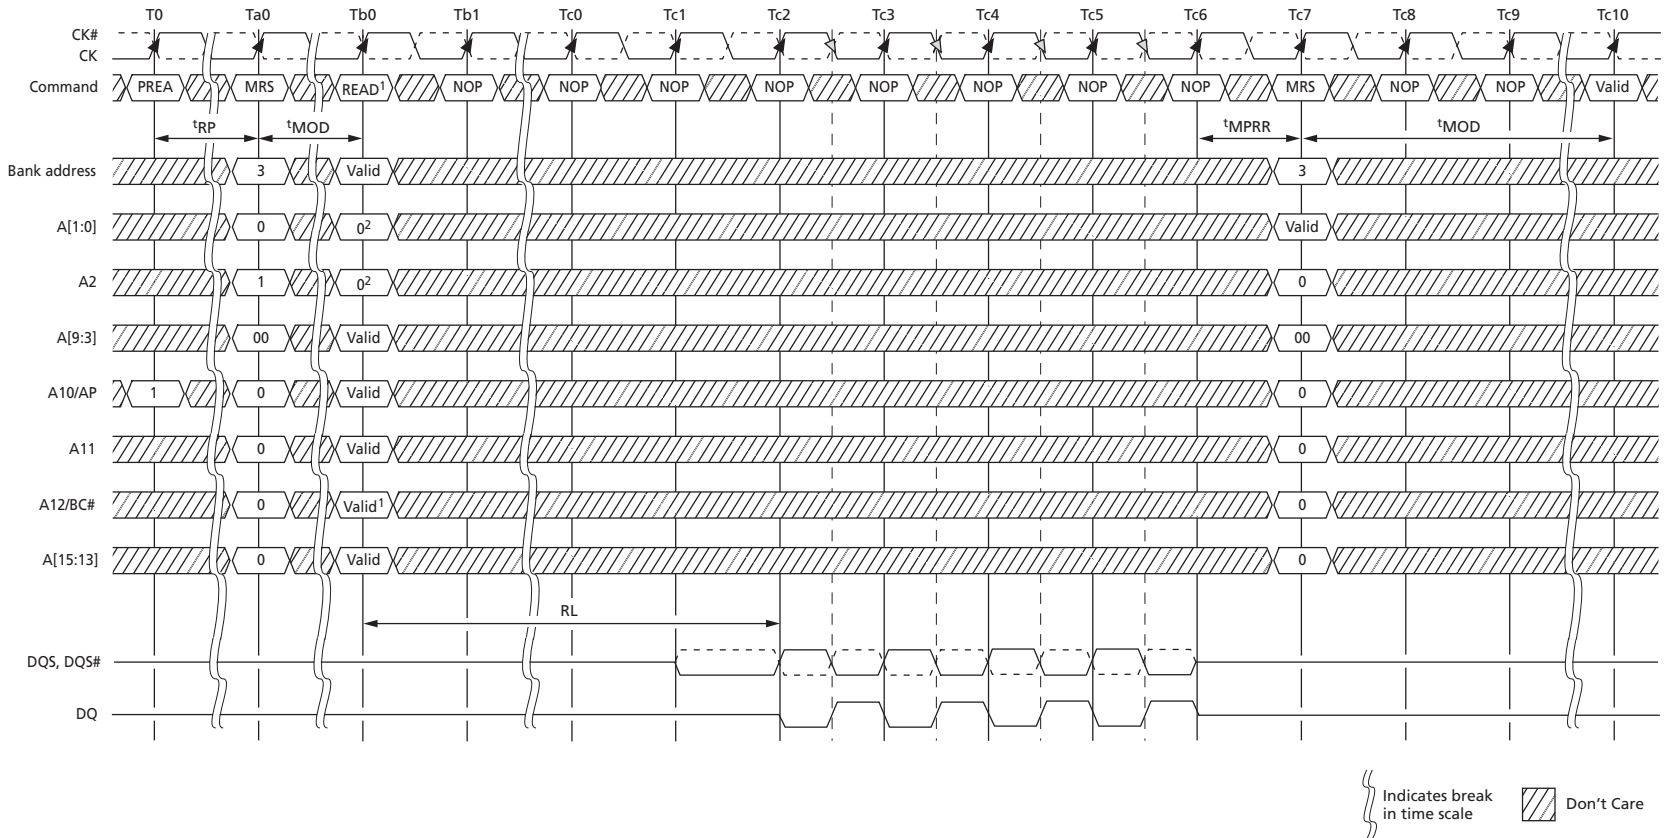 T0 Ta0 Tb0 Tb1 Tc0 Tc1 Tc2 Tc3 Tc4 Tc5 Tc6 Tc7 Tc8 Tc9 Tc10
CK#
CK
Command PREA MRS READ1 NOP NOP NOP NOP NOP NOP NOP NOP MRS NOP NOP Valid
tRP tMOD tMPRR tMOD
Bank address 3 Valid 3
A[1:0] 0 02 Valid
A2 1 02 0
A[9:3] 00 Valid 00
A10/AP 1 0 Valid 0
A11 0 Valid 0
A12/BC# 0 Valid1 0
A[15:13] 0 Valid 0
RL
DQS, DQS#
DQ
Indicates break
in time scale
Don't Care